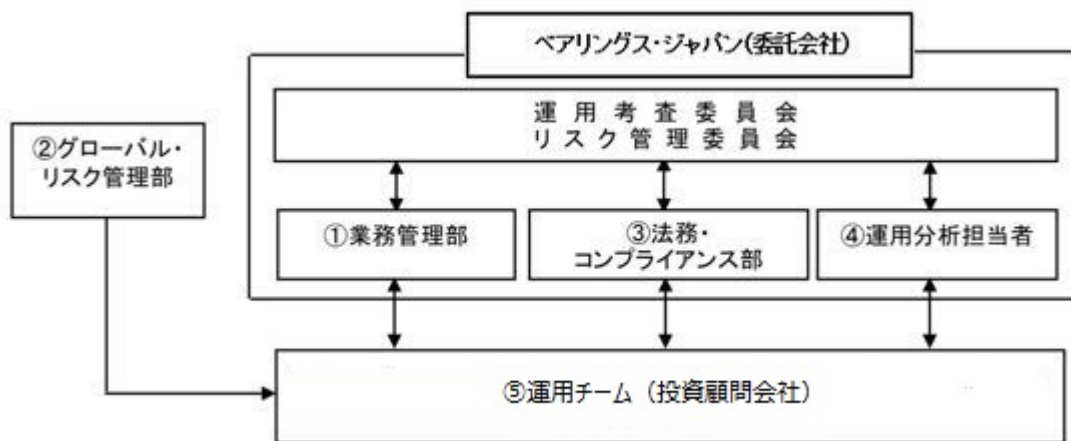 ベアリングス・ジャパン(委託会社)
運用考査委員会
リスク管理委員会
②グローバル・
リスク管理部
①業務管理部
③法務・
コンプライアンス部
④運用分析担当者
⑤運用チーム（投資顧問会社）